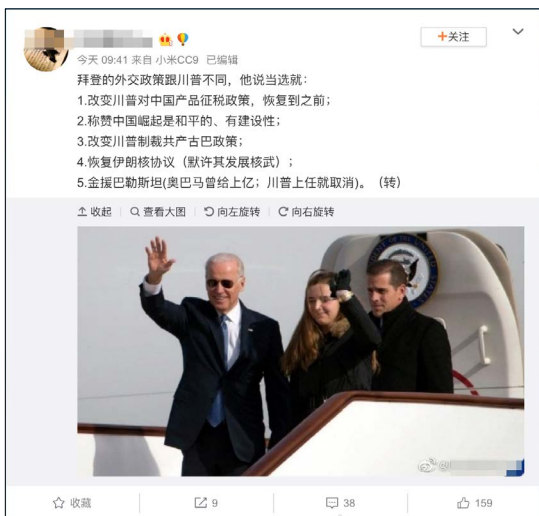 +关注
今天 09:41 来自 小米CC9 已编辑
拜登的外交政策跟川普不同，他说当选就：
1.改变川普对中国产品征税政策，恢复到之前；
2.称赞中国崛起是和平的、有建设性；
3.改变川普制裁共产古巴政策；
4.恢复伊朗核协议（默许其发展核武）；
5.金援巴勒斯坦(奥巴马曾给上亿；川普上任就取消)。（转）
收起 查看大图 向左旋转 向右旋转
收藏 9 38 159